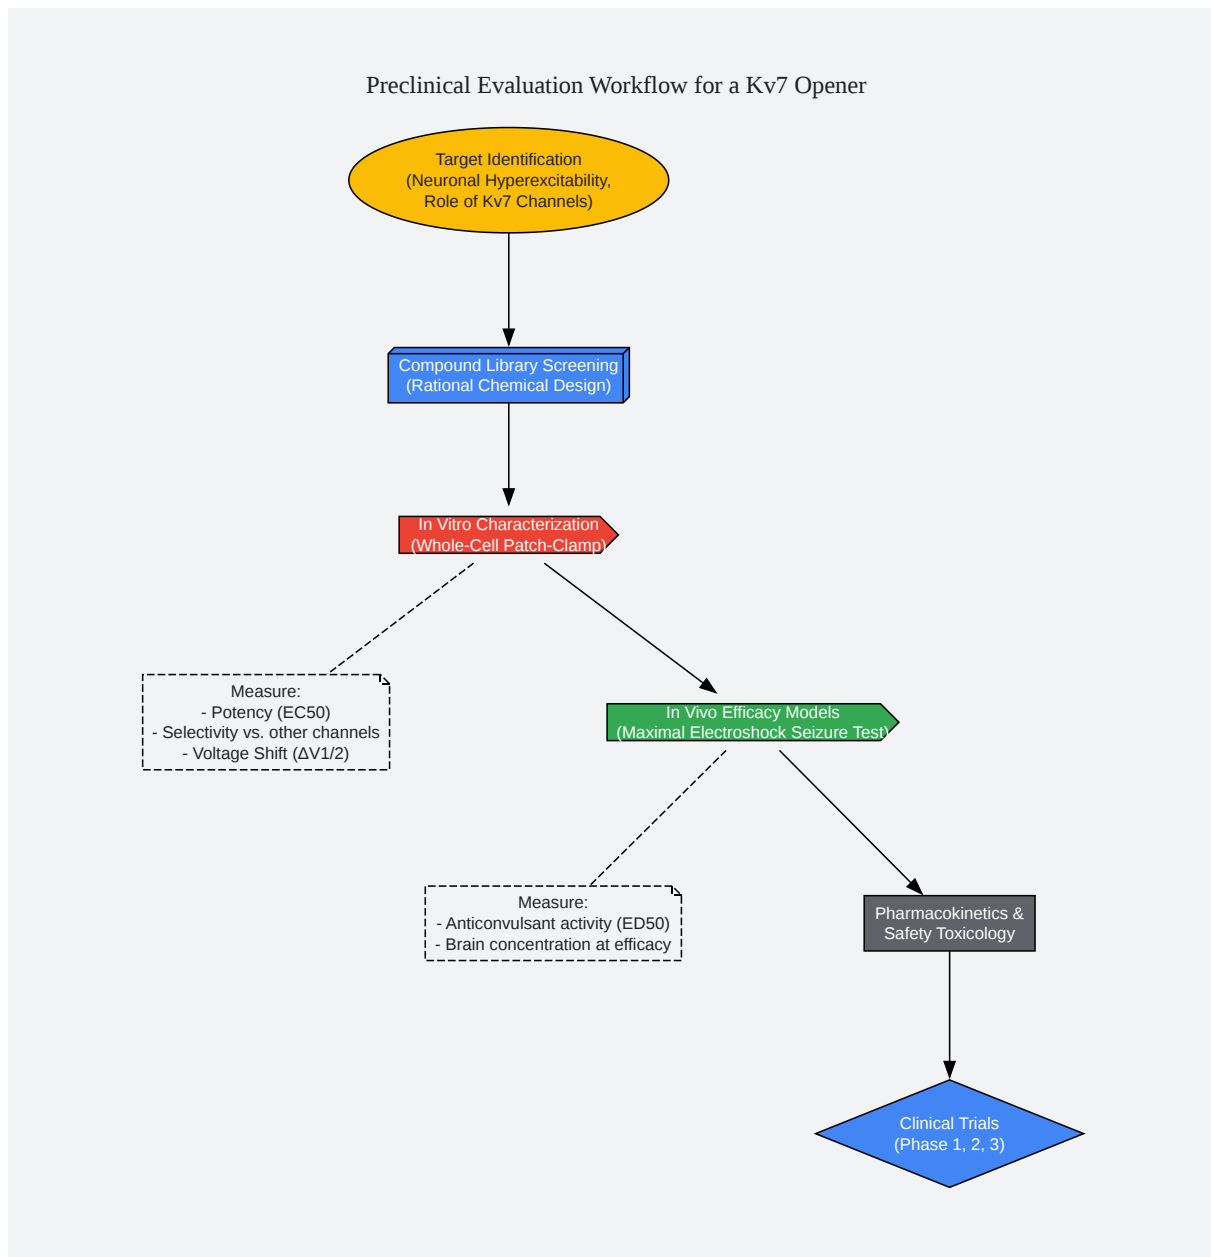 Preclinical Evaluation Workflow for a Kv7 Opener
Target Identification
(Neuronal Hyperexcitability,
Role of Kv7 Channels)
Compound Library Screening
(Rational Chemical Design)
In Vitro Characterization
(Whole-Cell Patch-Clamp)
Measure:
- Potency (EC50)
- Selectivity vs. other channels
- Voltage Shift (ΔV1/2)
In Vivo Efficacy Models
(Maximal Electroshock Seizure Test)
Measure:
- Anticonvulsant activity (ED50)
- Brain concentration at efficacy
Pharmacokinetics &
Safety Toxicology
Clinical Trials
(Phase 1, 2, 3)